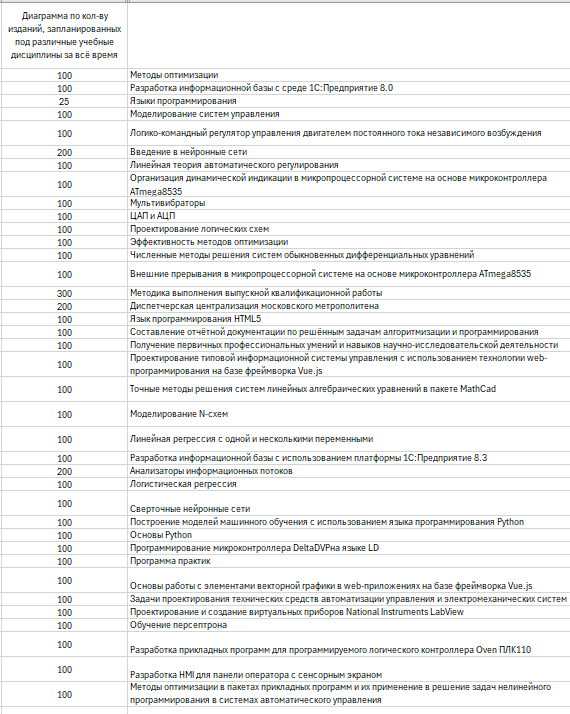 Диаграмма по кол-ву
изданий, запланированных
под различные учебные
дисциплины за всё время
100 Методы оптимизации
100 Разработка информационной базы с среде 1С:Предприятие 8.0
25 Языки программирования
100 Моделирование систем управления
100 Логико-командный регулятор управления двигателем постоянного тока независимого возбуждения
200 Введение в нейронные сети
100 Линейная теория автоматического регулирования
100 Организация динамической индикации в микропроцессорной системе на основе микроконтроллера
ATmega8535
100 Мультивибраторы
100 ЦАП и АЦП
100 Проектирование логических схем
100 Эффективность методов оптимизации
100 Численные методы решения систем обыкновенных дифференциальных уравнений
100 Внешние прерывания в микропроцессорной системе на основе микроконтроллера ATmega8535
300 Методика выполнения выпускной квалификационной работы
200 Диспетчерская централизация московского метрополитена
100 Язык программирования HTML5
100 Составление отчётной документации по решённым задачам алгоритмизации и программирования
100 Получение первичных профессиональных умений и навыков научно-исследовательской деятельности
100 Проектирование типовой информационной системы управления с использованием технологии web-
программирования на базе фреймворка Vue.js
100 Точные методы решения систем линейных алгебраических уравнений в пакете MathCad
100 Моделирование N-схем
100 Линейная регрессия с одной и несколькими переменными
100 Разработка информационной базы с использованием платформы 1С:Предприятие 8.3
200 Анализаторы информационных потоков
100 Логистическая регрессия
100 Сверточные нейронные сети
100 Построение моделей машинного обучения с использованием языка программирования Python
100 Основы Python
100 Программирование микроконтроллера DeltaDVPна языке LD
100 Программа практик
100 Основы работы с элементами векторной графики в web-приложениях на базе фреймворка Vue.js
100 Задачи проектирования технических средств автоматизации управления и электромеханических систем
100 Проектирование и создание виртуальных приборов National Instruments LabView
100 Обучение персептрона
100 Разработка прикладных программ для программируемого логического контроллера Oven ПЛК110
100 Разработка HMI для панели оператора с сенсорным экраном
100 Методы оптимизации в пакетах прикладных программ и их применение в решение задач нелинейного
программирования в системах автоматического управления